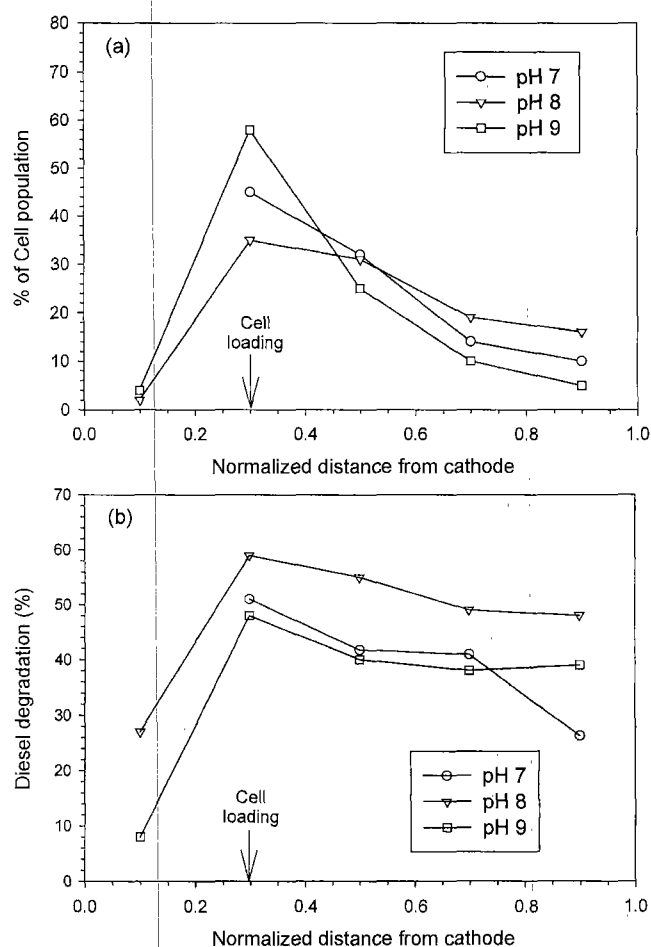 (a)
80
70
60
50
40
30
20
10
0
% of Cell population
pH 7
pH 8
pH 9
Cell
loading
0.0 0.2 0.4 0.6 0.8 1.0
Normalized distance from cathode
(b)
70
60
50
40
30
20
10
0
Diesel degradation (%)
pH 7
pH 8
pH 9
Cell
loading
0.0 0.2 0.4 0.6 0.8 1.0
Normalized distance from cathode